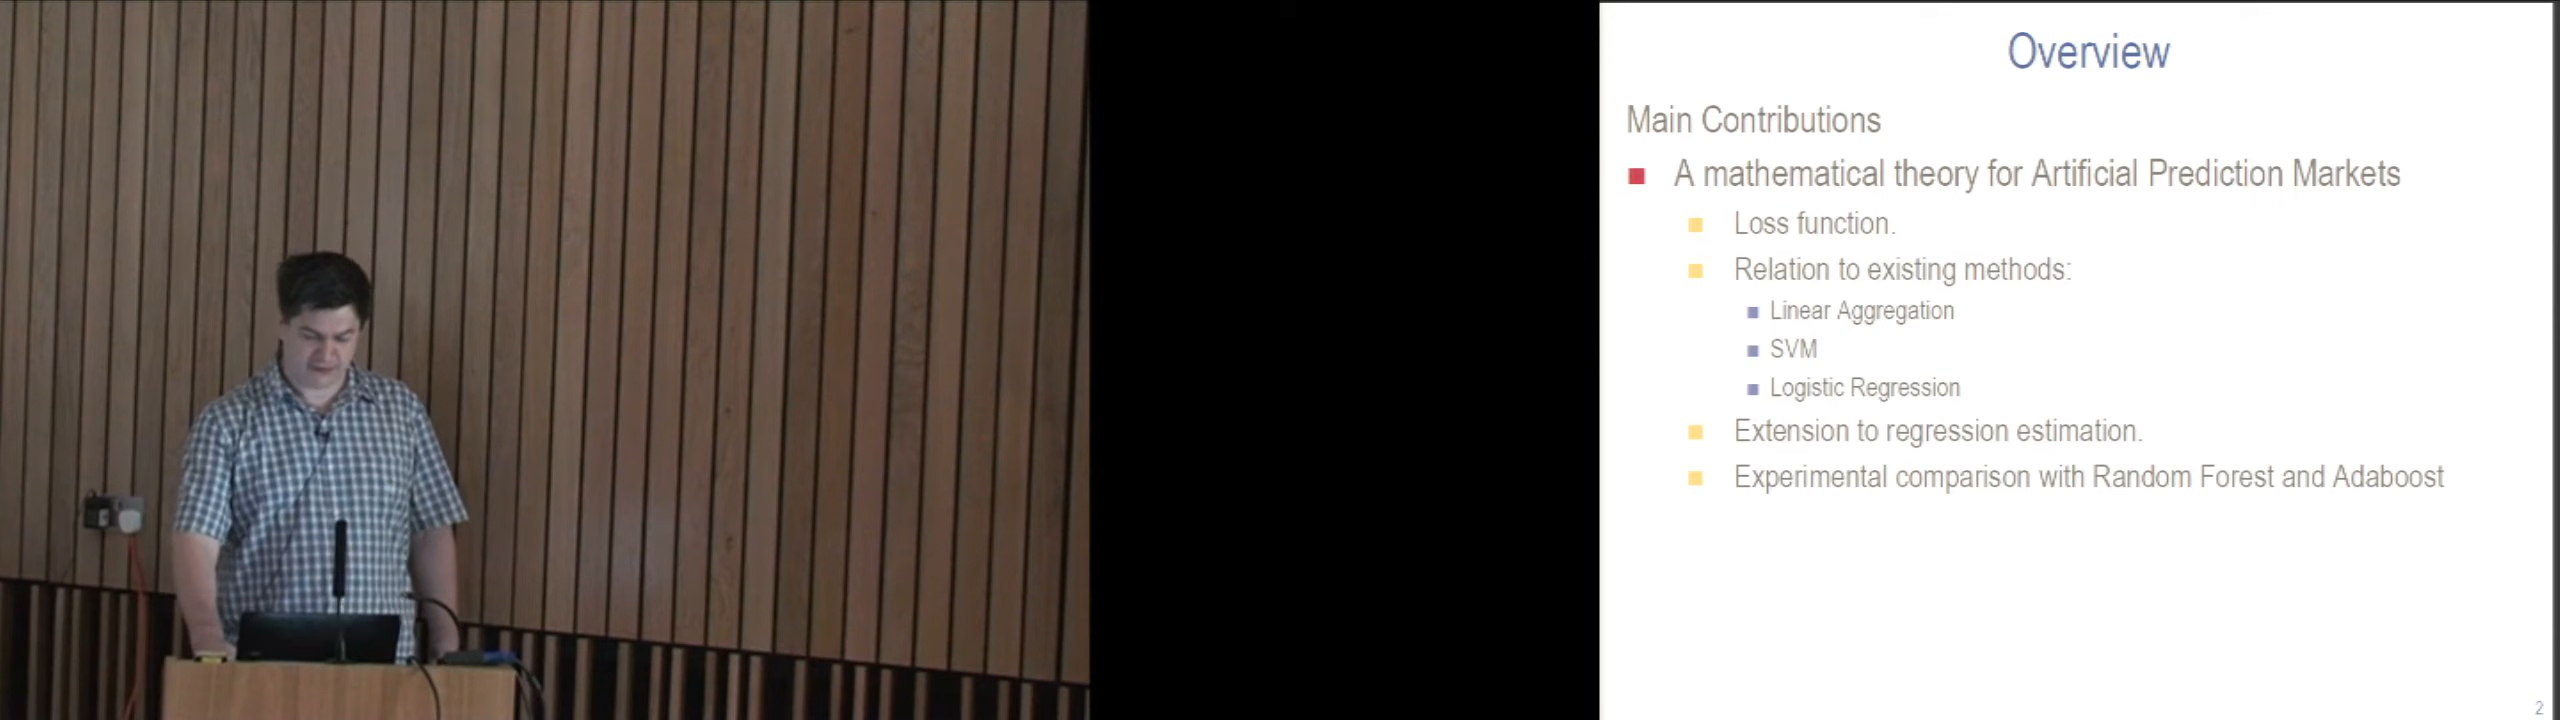 Overview
Main Contributions
A mathematical theory for Artificial Prediction Markets
Loss function.
Relation to existing methods:
Linear Aggregation
SVM
Logistic Regression
Extension to regression estimation.
Experimental comparison with Random Forest and Adaboost
2